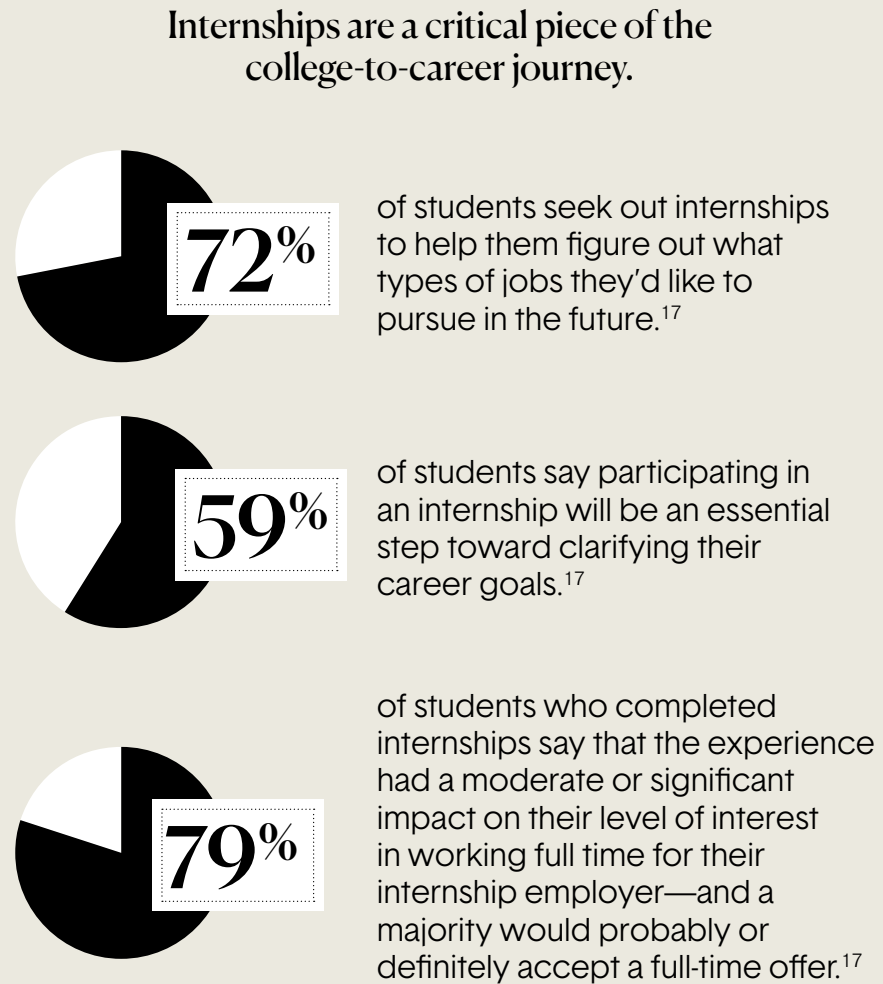 Internships are a critical piece of the
college-to-career journey.
72%
of students seek out internships
to help them figure out what
types of jobs they’d like to
pursue in the future.17
59%
of students say participating in
an internship will be an essential
step toward clarifying their
career goals.17
79%
of students who completed
internships say that the experience
had a moderate or significant
impact on their level of interest
in working full time for their
internship employer—and a
majority would probably or
definitely accept a full-time offer.17